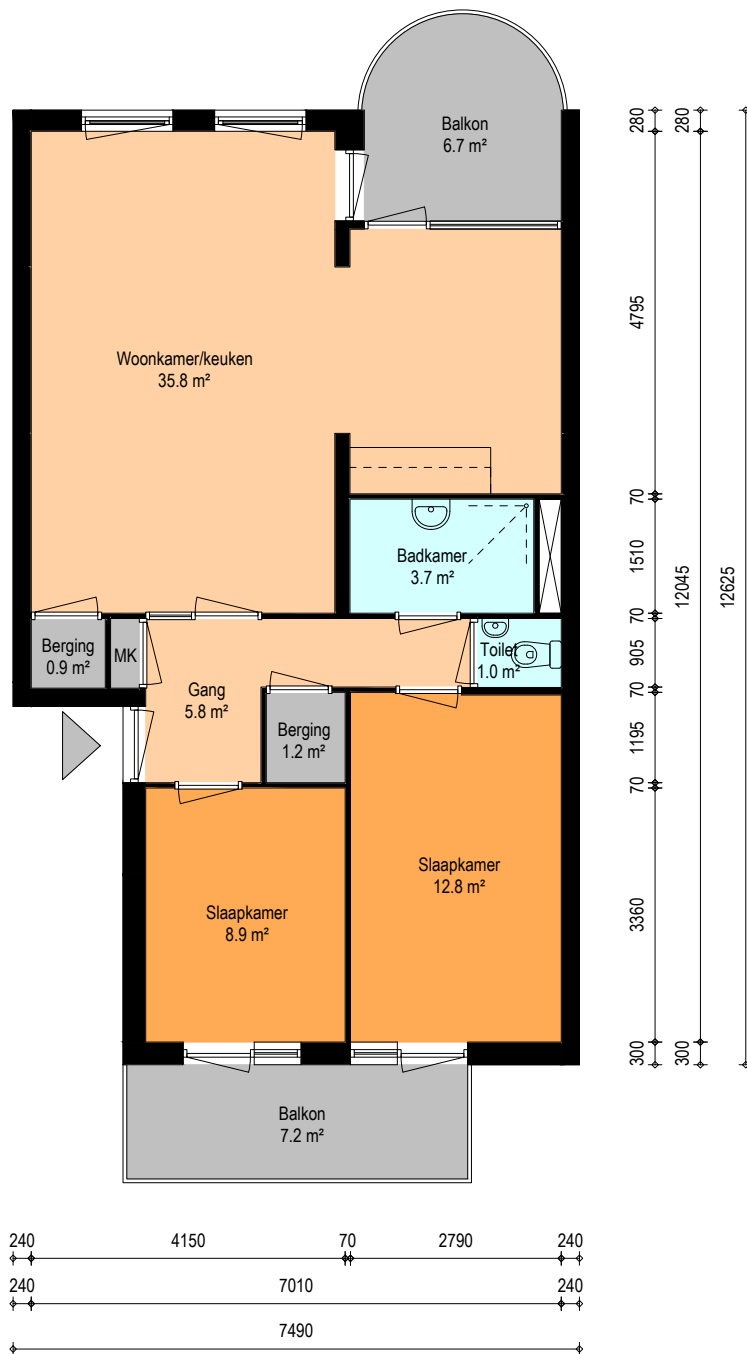 Balkon
6.7 m²
Woonkamer/keuken
35.8 m²
Badkamer
3.7 m²
Berging
0.9 m²
MK
Toilet
1.0 m²
Gang
5.8 m²
Berging
1.2 m²
Slaapkamer
12.8 m²
Slaapkamer
8.9 m²
Balkon
7.2 m²
280
4795
70
1510
70
905
70
1195
70
3360
300
280
12045
300
12625
240 4150 70 2790 240
240 7010 240
7490